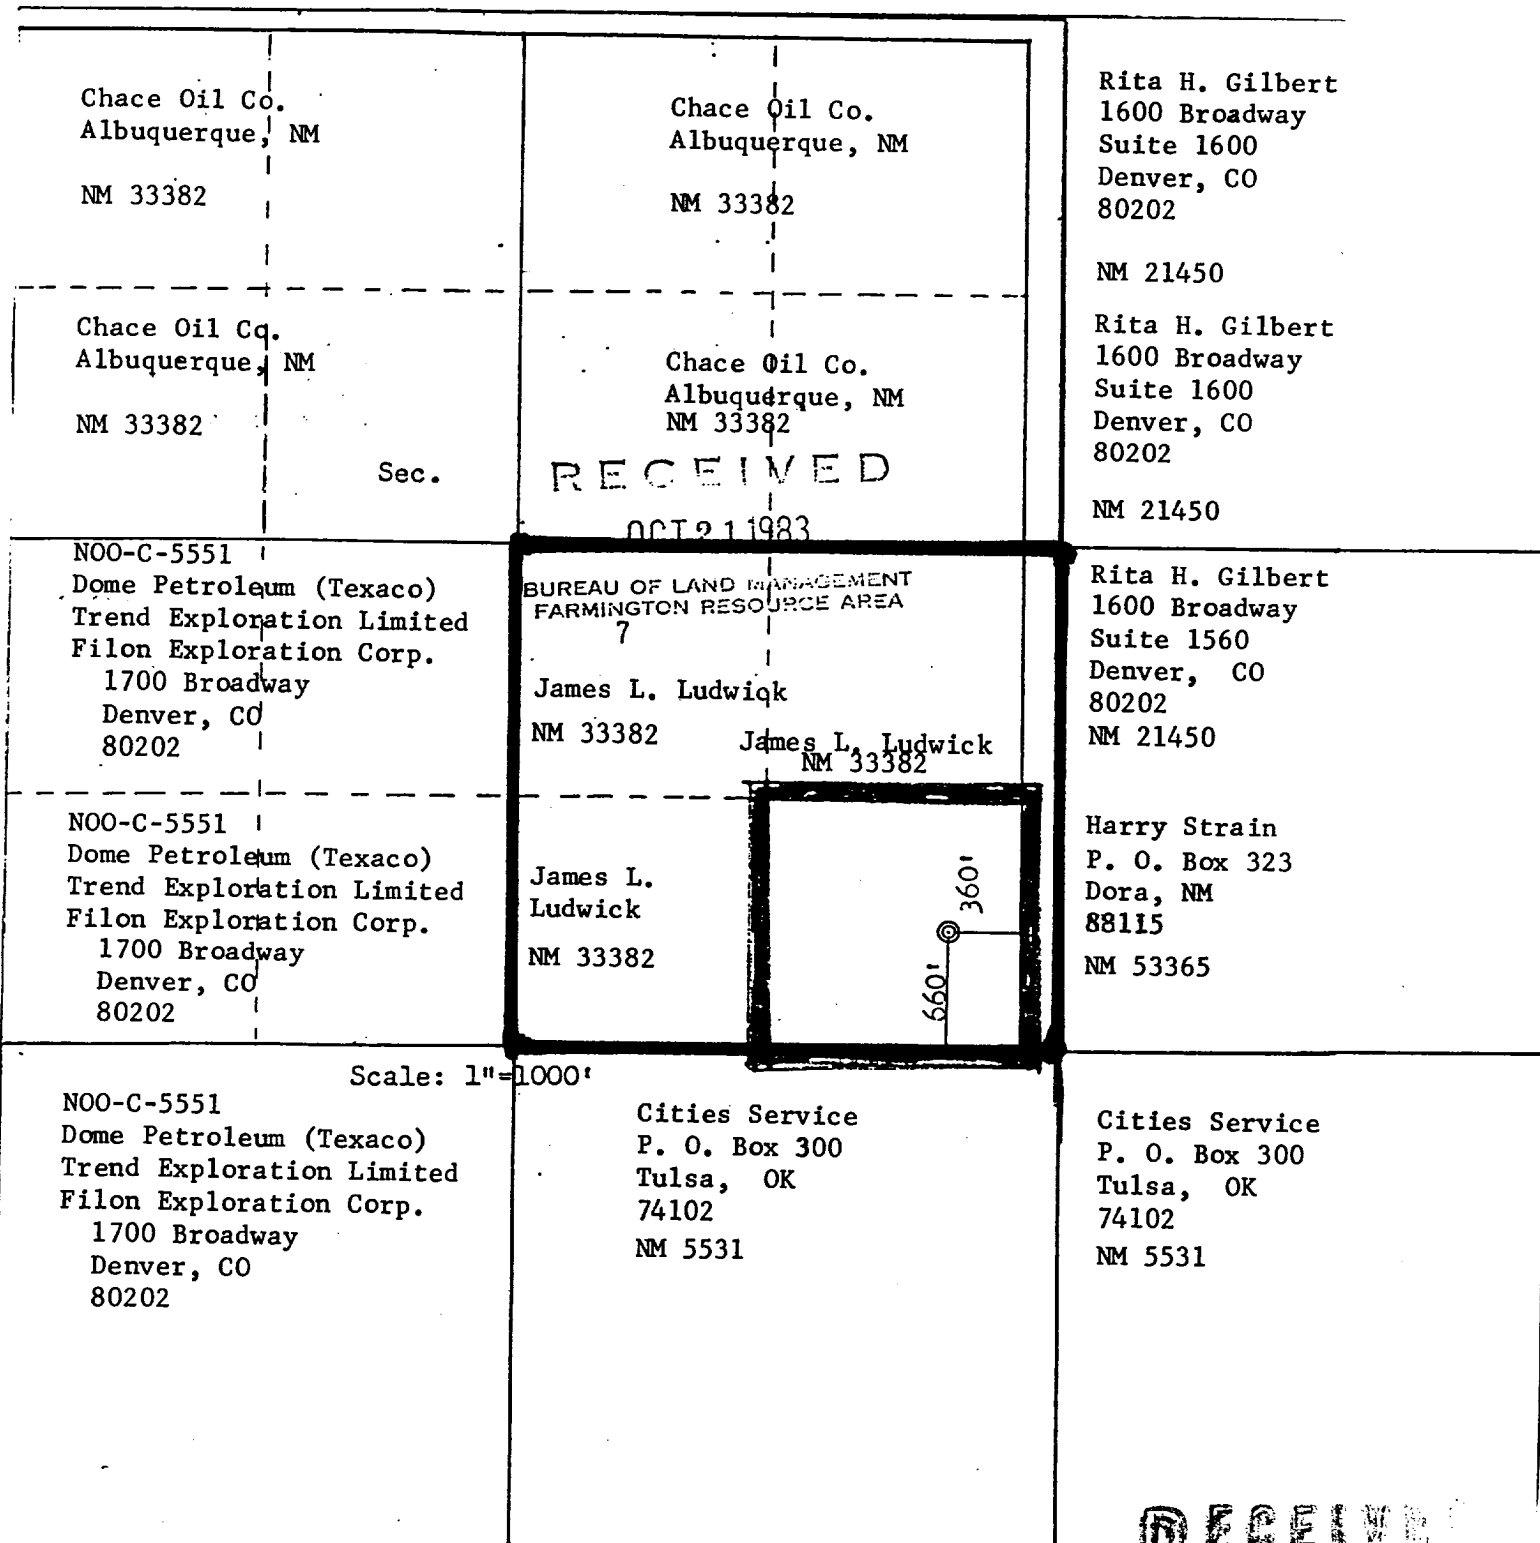 Chace Oil Co.
Albuquerque, NM
NM 33382
Chace Oil Co.
Albuquerque, NM
NM 33382
Rita H. Gilbert
1600 Broadway
Suite 1600
Denver, CO
80202
NM 21450
Chace Oil Co.
Albuquerque, NM
NM 33382
Sec.
Chace Oil Co.
Albuquerque, NM
NM 33382
RECEIVED
OCT 21 1983
BUREAU OF LAND MANAGEMENT
FARMINGTON RESOURCE AREA
7
Rita H. Gilbert
1600 Broadway
Suite 1600
Denver, CO
80202
NM 21450
NOO-C-5551
Dome Petroleum (Texaco)
Trend Exploration Limited
Filon Exploration Corp.
1700 Broadway
Denver, CO
80202
James L. Ludwick
NM 33382
James L. Ludwick
NM 33382
Rita H. Gilbert
1600 Broadway
Suite 1560
Denver, CO
80202
NM 21450
NOO-C-5551
Dome Petroleum (Texaco)
Trend Exploration Limited
Filon Exploration Corp.
1700 Broadway
Denver, CO
80202
James L.
Ludwick
NM 33382
360'
660'
Harry Strain
P. O. Box 323
Dora, NM
88115
NM 53365
Scale: 1"=1000'
NOO-C-5551
Dome Petroleum (Texaco)
Trend Exploration Limited
Filon Exploration Corp.
1700 Broadway
Denver, CO
80202
Cities Service
P. O. Box 300
Tulsa, OK
74102
NM 5531
Cities Service
P. O. Box 300
Tulsa, OK
74102
NM 5531